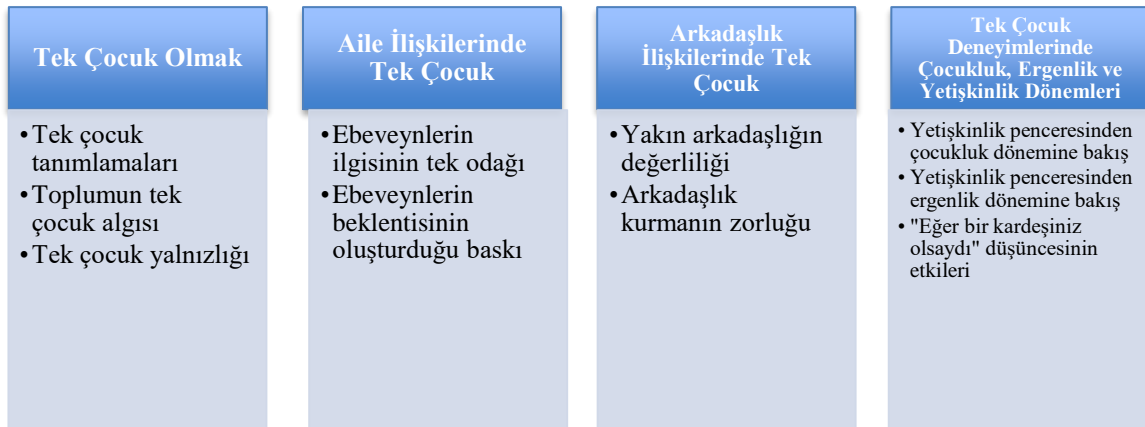 Tek Çocuk Olmak
•Tek çocuk
tanımlamaları
•Toplumun tek
çocuk algısı
•Tek çocuk yalnızlığı
Aile İlişkilerinde
Tek Çocuk
•Ebeveynlerin
ilgisinin tek odağı
•Ebeveynlerin
beklentisinin
oluşturduğu baskı
Arkadaşlık
İlişkilerinde Tek
Çocuk
•Yakın arkadaşlığın
değerliliği
•Arkadaşlık
kurmanın zorluğu
Tek Çocuk
Deneyimlerinde
Çocukluk, Ergenlik ve
Yetişkinlik Dönemleri
• Yetişkinlik penceresinden
çocukluk dönemine bakış
• Yetişkinlik penceresinden
ergenlik dönemine bakış
• "Eğer bir kardeşiniz
olsaydı" düşüncesinin
etkileri